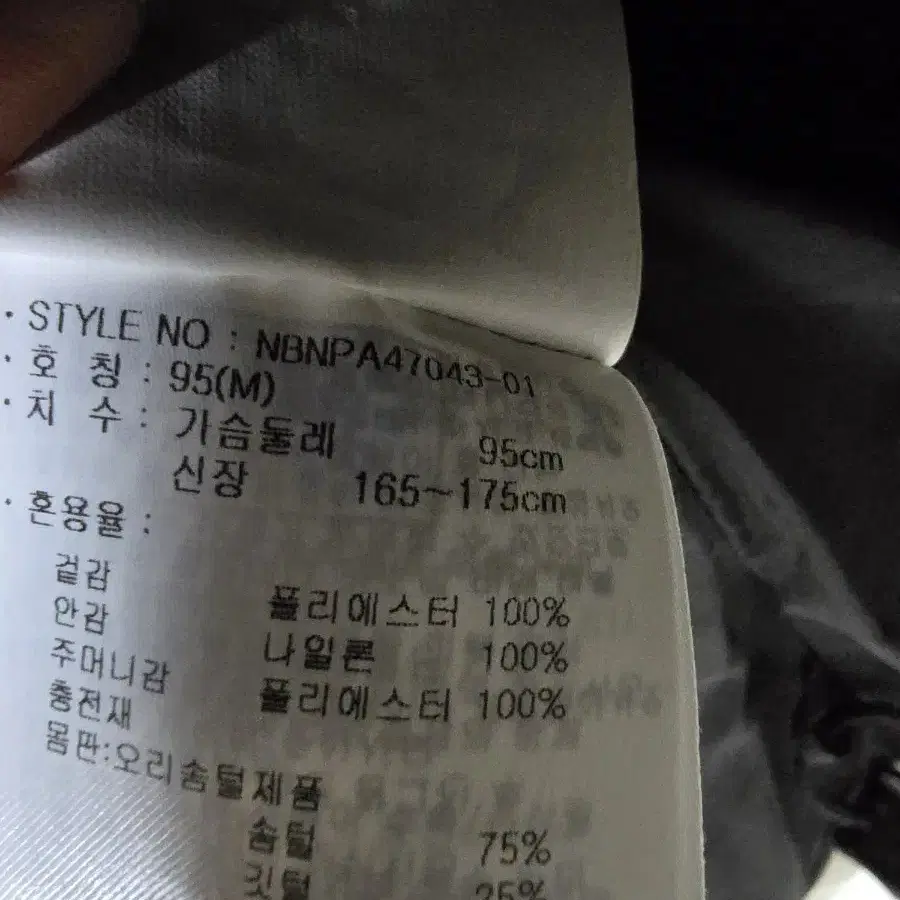 · STYLE NO : NBNPA47043-01
· 호 칭 : 95(M)
· 치 수 : 가슴둘레 95cm
신장 165~175cm
· 혼용율 :
겉감 폴리에스터 100%
안감 나일론 100%
주머니감 폴리에스터 100%
충전재
몸판:오리솜털제품
솜털 75%
깃털 25%